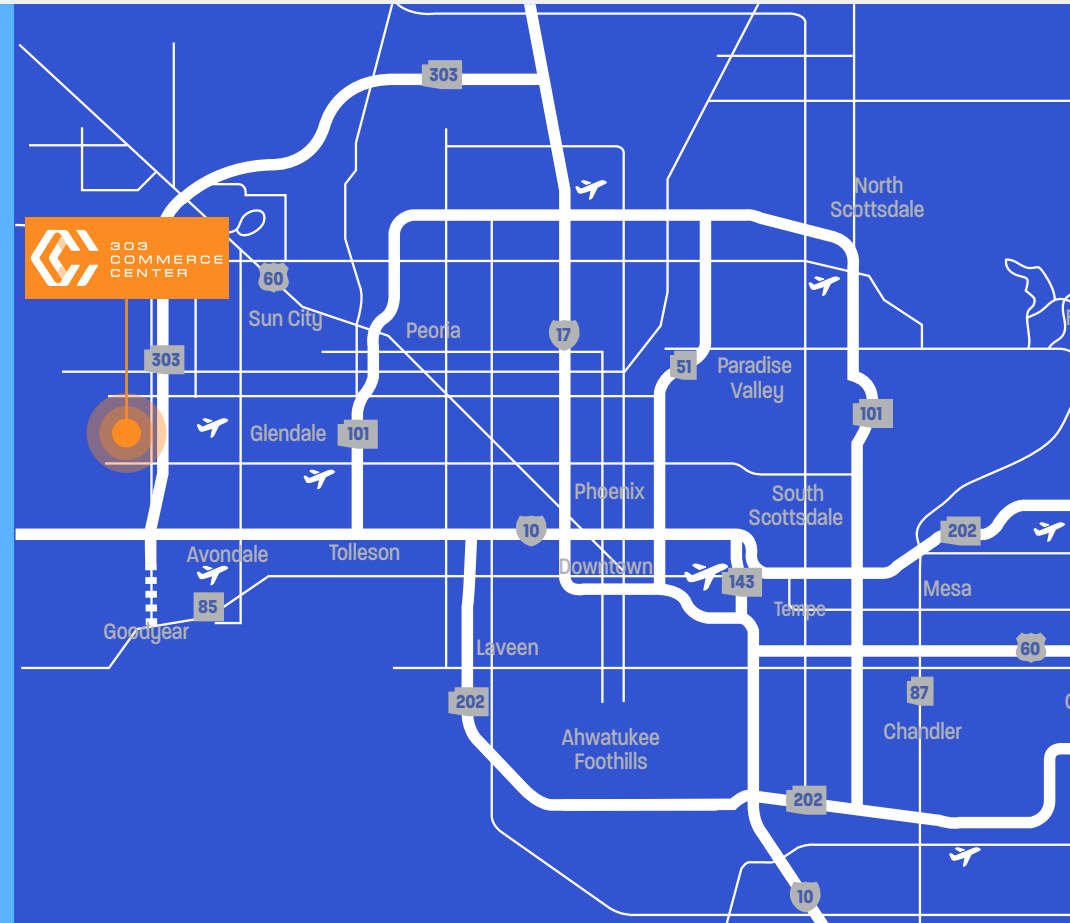 303
North
Scottsdale
303
COMMERCE
CENTER
60
Sun City
Peoria
17
303
51
Paradise
Valley
101
Glendale
101
Phoenix
South
Scottsdale
10
202
Avondale
Tolleson
Downtown
143
Mesa
85
Tempe
Goodyear
Laveen
60
202
87
Ahwatukee
Foothills
Chandler
202
10